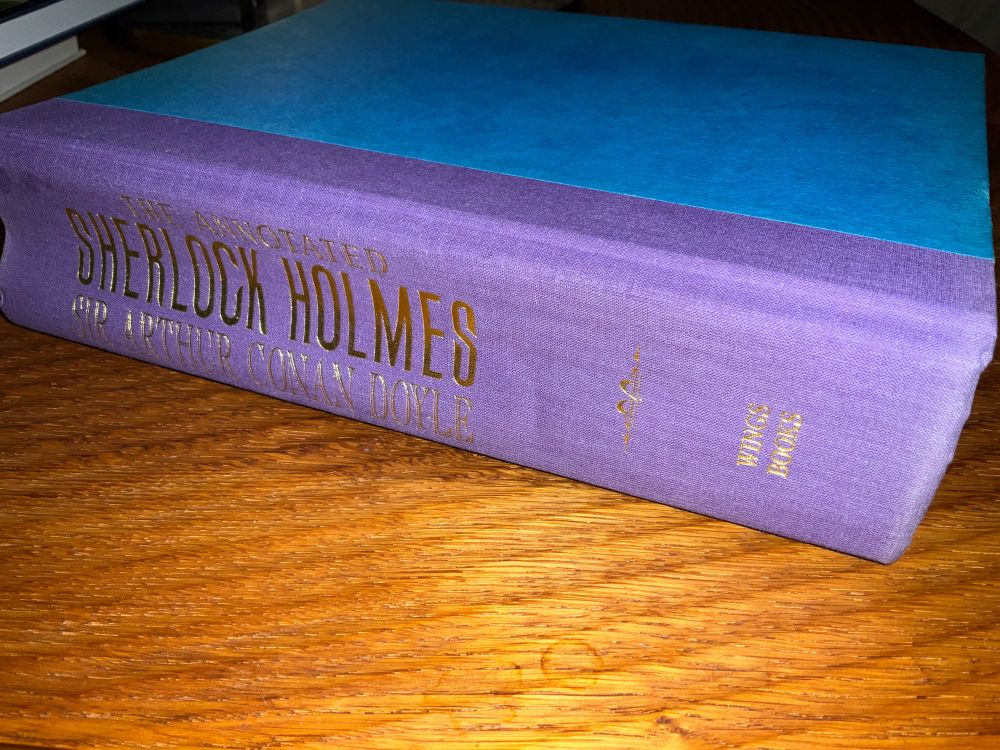 THE ANNOTATED
SHERLOCK HOLMES
SIR ARTHUR CONAN DOYLE
WINGS
BOOKS